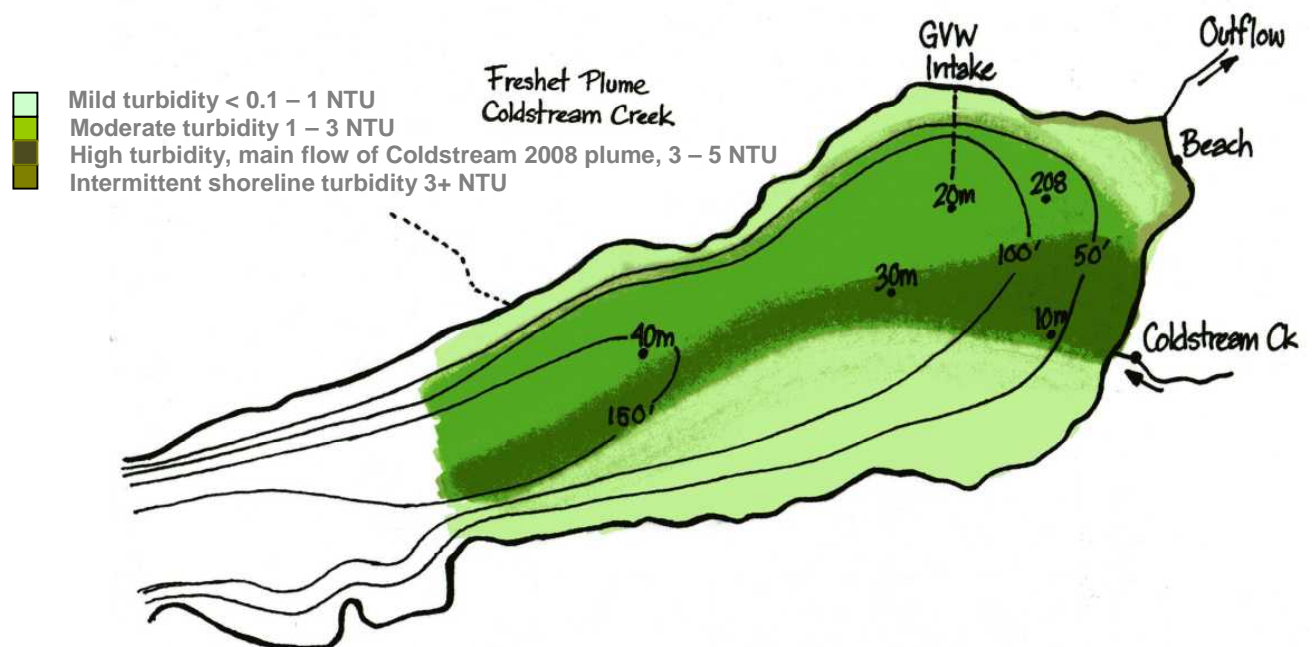 Mild turbidity < 0.1 – 1 NTU
Moderate turbidity 1 – 3 NTU
High turbidity, main flow of Coldstream 2008 plume, 3 – 5 NTU
Intermittent shoreline turbidity 3+ NTU
Freshet Plume
Coldstream Creek
GVW
Intake
Outflow
Beach
20m
208
100'
50'
30m
10m
Coldstream Ck
40m
150'